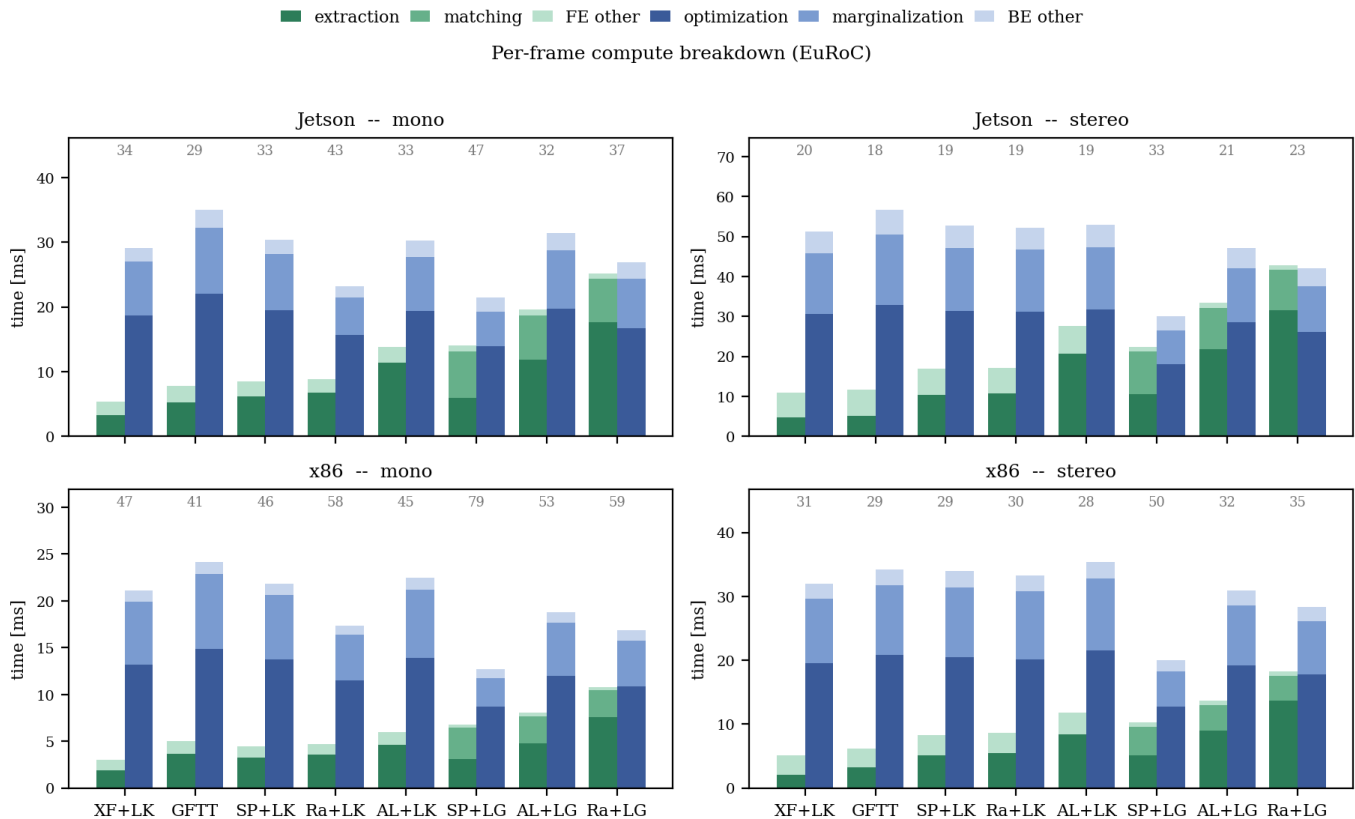 extraction matching FE other optimization marginalization BE other
Per-frame compute breakdown (EuRoC)
Jetson -- mono
34 29 33 43 33 47 32 37
40
30
20
10
0
time [ms]
Jetson -- stereo
20 18 19 19 19 33 21 23
70
60
50
40
30
20
10
0
time [ms]
x86 -- mono
47 41 46 58 45 79 53 59
30
25
20
15
10
5
0
time [ms]
XF+LK GFTT SP+LK Ra+LK AL+LK SP+LG AL+LG Ra+LG
x86 -- stereo
31 29 29 30 28 50 32 35
40
30
20
10
0
time [ms]
XF+LK GFTT SP+LK Ra+LK AL+LK SP+LG AL+LG Ra+LG